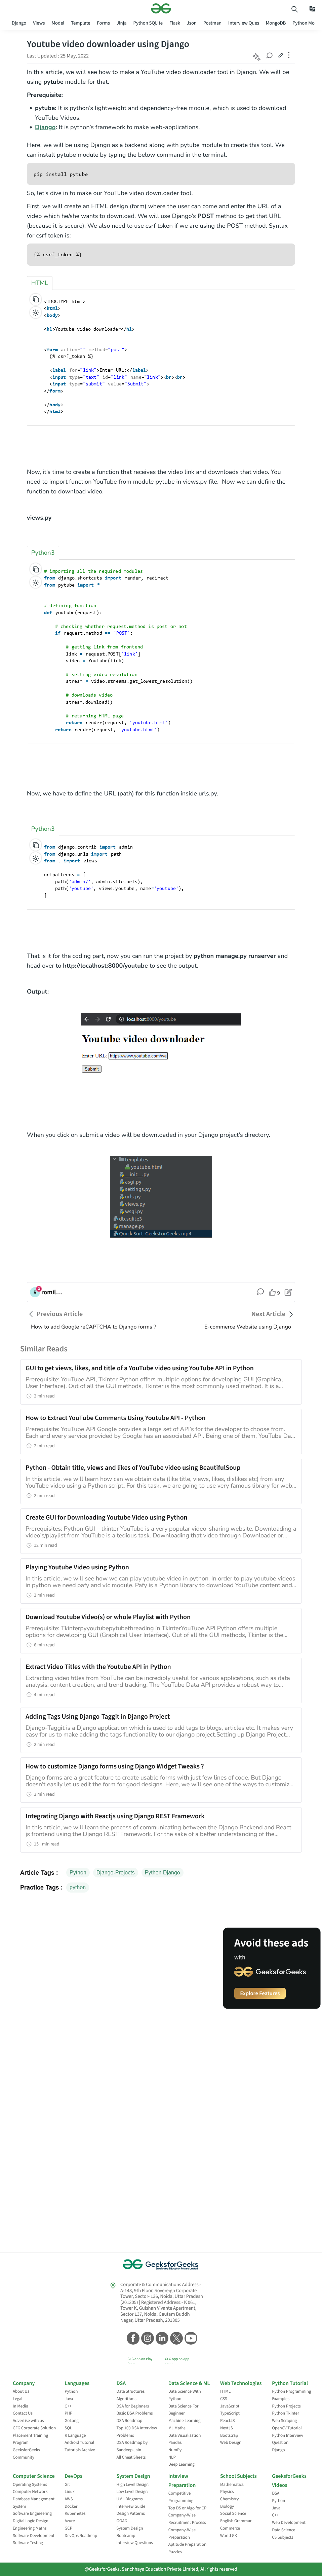 Django Views Model Template Forms Jinja Python SQLite Flask Json Postman Interview Ques MongoDB Python Mon
Youtube video downloader using Django
Last Updated : 25 May, 2022
In this article, we will see how to make a YouTube video downloader tool in Django. We will be
using pytube module for that.
Prerequisite:
pytube: It is python's lightweight and dependency-free module, which is used to download
YouTube Videos.
Django: It is python's framework to make web-applications.
Here, we will be using Django as a backend along with pytube module to create this tool. We
can install pytube module by typing the below command in the terminal.
pip install pytube
So, let's dive in to make our YouTube video downloader tool.
First, we will create an HTML design (form) where the user can come and enter the URL of a
video which he/she wants to download. We will use Django's POST method to get that URL
(because it is secure). We also need to use csrf token if we are using the POST method. Syntax
for csrf token is:
{% csrf_token %}
HTML
<!DOCTYPE html>
<html>
<body>
<h1>Youtube video downloader</h1>
<form action="" method="post">
{% csrf_token %}
<label for="link">Enter URL:</label>
<input type="text" id="link" name="link"><br><br>
<input type="submit" value="Submit">
</form>
</body>
</html>
Now, it's time to create a function that receives the video link and downloads that video. You
need to import function YouTube from module pytube in views.py file. Now we can define the
function to download video.
views.py
Python3
# importing all the required modules
from django.shortcuts import render, redirect
from pytube import *
# defining function
def youtube(request):
# checking whether request.method is post or not
if request.method == 'POST':
# getting link from frontend
link = request.POST['link']
video = YouTube(link)
# setting video resolution
stream = video.streams.get_lowest_resolution()
# downloads video
stream.download()
# returning HTML page
return render(request, 'youtube.html')
return render(request, 'youtube.html')
Now, we have to define the URL (path) for this function inside urls.py.
Python3
from django.contrib import admin
from django.urls import path
from . import views
urlpatterns = [
path('admin/', admin.site.urls),
path('youtube', views.youtube, name='youtube'),
]
That is it for the coding part, now you can run the project by python manage.py runserver and
head over to http://localhost:8000/youtube to see the output.
Output:
localhost:8000/youtube
Youtube video downloader
Enter URL: https://www.youtube.com/wa
Submit
When you click on submit a video will be downloaded in your Django project's directory.
templates
youtube.html
__init__.py
asgi.py
settings.py
urls.py
views.py
wsgi.py
db.sqlite3
manage.py
Quick Sort GeeksforGeeks.mp4
romil...
9
Previous Article Next Article
How to add Google reCAPTCHA to Django forms ? E-commerce Website using Django
Similar Reads
GUI to get views, likes, and title of a YouTube video using YouTube API in Python
Prerequisite: YouTube API, Tkinter Python offers multiple options for developing GUI (Graphical
User Interface). Out of all the GUI methods, Tkinter is the most commonly used method. It is a...
2 min read
How to Extract YouTube Comments Using Youtube API - Python
Prerequisite: YouTube API Google provides a large set of API's for the developer to choose from.
Each and every service provided by Google has an associated API. Being one of them, YouTube Da...
2 min read
Python - Obtain title, views and likes of YouTube video using BeautifulSoup
In this article, we will learn how can we obtain data (like title, views, likes, dislikes etc) from any
YouTube video using a Python script. For this task, we are going to use very famous library for web...
2 min read
Create GUI for Downloading Youtube Video using Python
Prerequisites: Python GUI – tkinter YouTube is a very popular video-sharing website. Downloading a
video's/playlist from YouTube is a tedious task. Downloading that video through Downloader or...
12 min read
Playing Youtube Video using Python
In this article, we will see how we can play youtube video in python. In order to play youtube videos
in python we need pafy and vlc module. Pafy is a Python library to download YouTube content and...
2 min read
Download Youtube Video(s) or whole Playlist with Python
Prerequisite: Tkinterpyyoutubepytubethreading in TkinterYouTube API Python offers multiple
options for developing GUI (Graphical User Interface). Out of all the GUI methods, Tkinter is the...
6 min read
Extract Video Titles with the Youtube API in Python
Extracting video titles from YouTube can be incredibly useful for various applications, such as data
analysis, content creation, and trend tracking. The YouTube Data API provides a robust way to...
4 min read
Adding Tags Using Django-Taggit in Django Project
Django-Taggit is a Django application which is used to add tags to blogs, articles etc. It makes very
easy for us to make adding the tags functionality to our django project.Setting up Django Project...
2 min read
How to customize Django forms using Django Widget Tweaks ?
Django forms are a great feature to create usable forms with just few lines of code. But Django
doesn't easily let us edit the form for good designs. Here, we will see one of the ways to customiz...
3 min read
Integrating Django with Reactjs using Django REST Framework
In this article, we will learn the process of communicating between the Django Backend and React
js frontend using the Django REST Framework. For the sake of a better understanding of the...
15+ min read
Article Tags : Python Django-Projects Python Django
Practice Tags : python
Avoid these ads
with
GeeksforGeeks
Explore Features
GeeksforGeeks
Corporate & Communications Address:-
A-143, 9th Floor, Sovereign Corporate
Tower, Sector- 136, Noida, Uttar Pradesh
(201305) | Registered Address:- K 061,
Tower K, Gulshan Vivante Apartment,
Sector 137, Noida, Gautam Buddh
Nagar, Uttar Pradesh, 201305
Company
About Us
Legal
In Media
Contact Us
Advertise with us
GFG Corporate Solution
Placement Training
Program
GeeksforGeeks
Community
Languages
Python
Java
C++
PHP
GoLang
SQL
R Language
Android Tutorial
Tutorials Archive
DSA
Data Structures
Algorithms
DSA for Beginners
Basic DSA Problems
DSA Roadmap
Top 100 DSA Interview
Problems
DSA Roadmap by
Sandeep Jain
All Cheat Sheets
Data Science & ML
Data Science With
Python
Data Science For
Beginner
Machine Learning
ML Maths
Data Visualisation
Pandas
NumPy
NLP
Deep Learning
Web Technologies
HTML
CSS
JavaScript
TypeScript
ReactJS
NextJS
Bootstrap
Web Design
Python Tutorial
Python Programming
Examples
Python Projects
Python Tkinter
Web Scraping
OpenCV Tutorial
Python Interview
Question
Django
Computer Science
Operating Systems
Computer Network
Database Management
System
Software Engineering
Digital Logic Design
Engineering Maths
Software Development
Software Testing
DevOps
Git
Linux
AWS
Docker
Kubernetes
Azure
GCP
DevOps Roadmap
System Design
High Level Design
Low Level Design
UML Diagrams
Interview Guide
Design Patterns
OOAD
System Design
Bootcamp
Interview Questions
Inteview
Preparation
Competitive
Programming
Top DS or Algo for CP
Company-Wise
Recruitment Process
Company-Wise
Preparation
Aptitude Preparation
Puzzles
School Subjects
Mathematics
Physics
Chemistry
Biology
Social Science
English Grammar
Commerce
World GK
GeeksforGeeks
Videos
DSA
Python
Java
C++
Web Development
Data Science
CS Subjects
@GeeksforGeeks, Sanchhaya Education Private Limited, All rights reserved